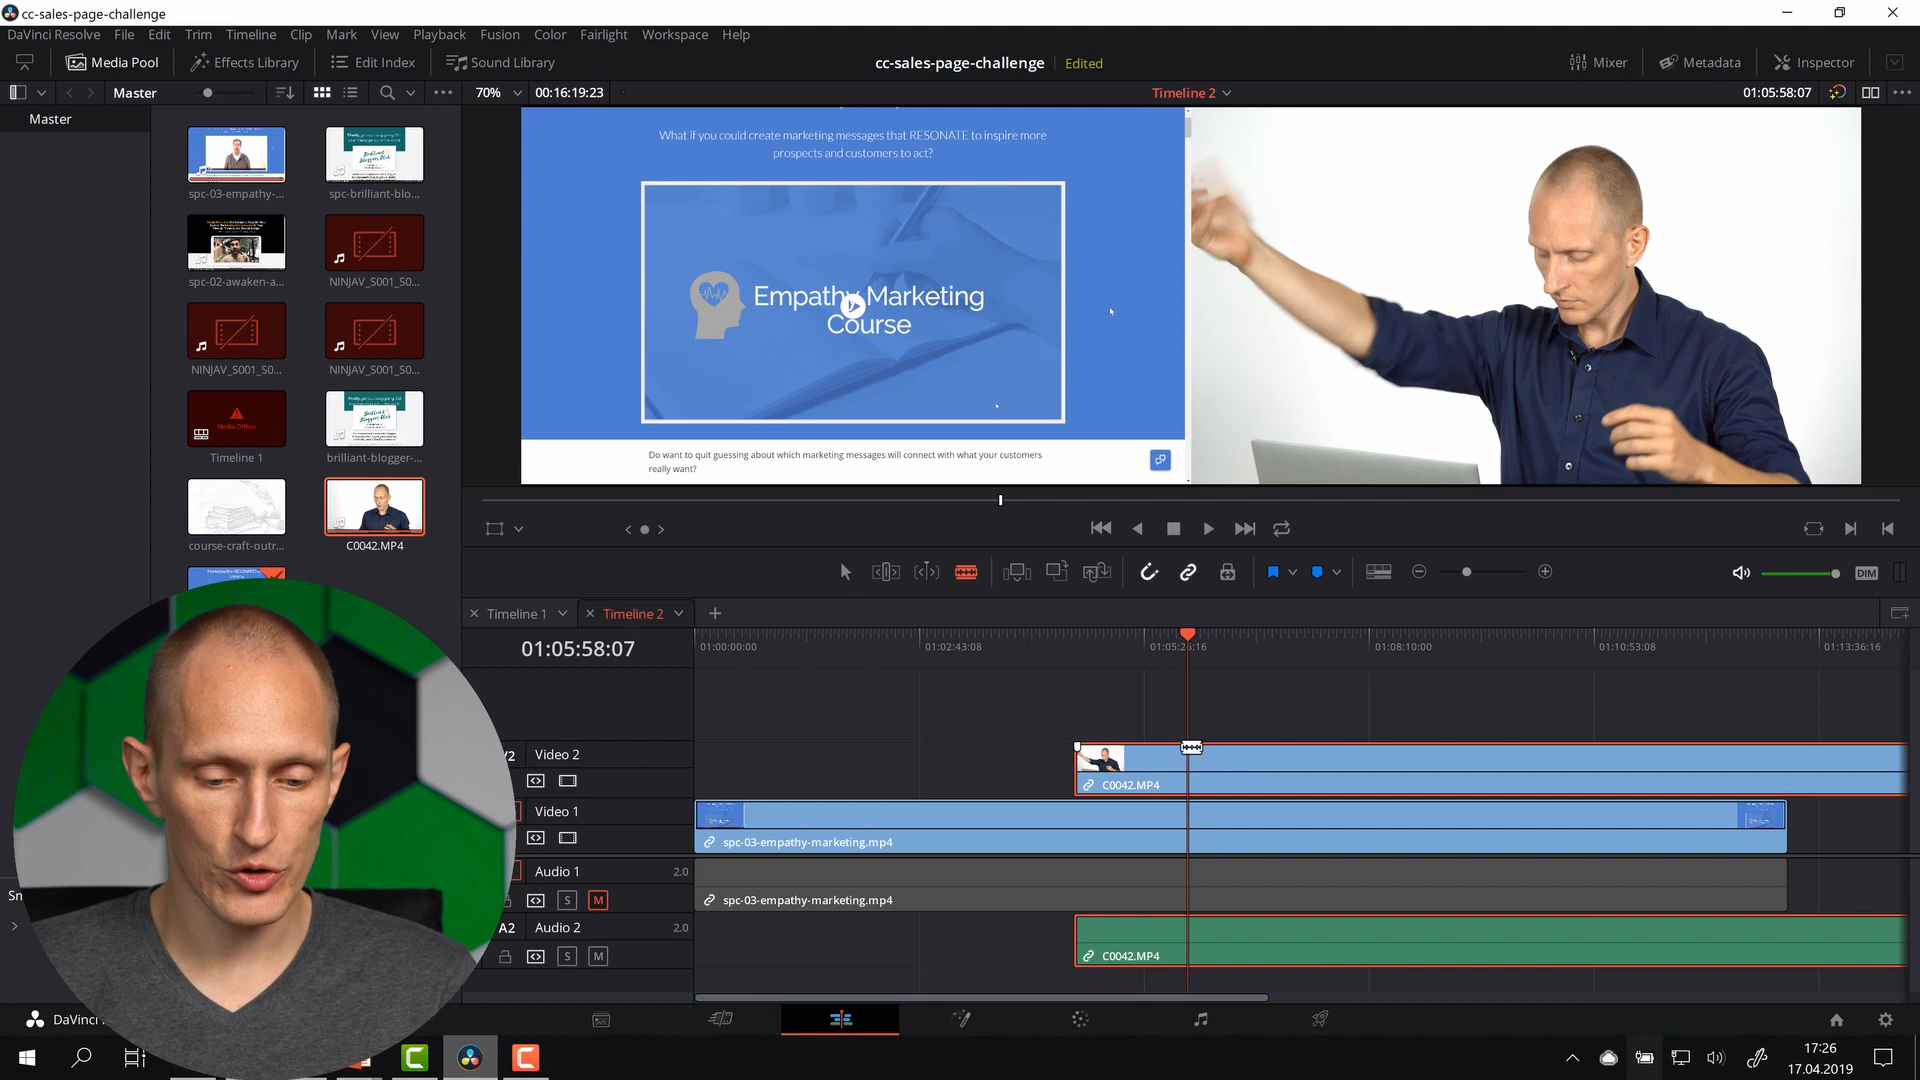 cc-sales-page-challenge
DaVinci Resolve File Edit Trim Timeline Clip Mark View Playback Fusion Color Fairlight Workspace Help
Media Pool Effects Library Edit Index Sound Library cc-sales-page-challenge Edited Mixer Metadata Inspector
Master 70% 00:16:19:23 Timeline 2 01:05:58:07
Master
What if you could create marketing messages that RESONATE to inspire more
prospects and customers to act?
spc-03-empathy-... spc-brilliant-blo...
spc-02-awaken-a... NINJAV_S001_S0...
NINJAV_S001_S0... NINJAV_S001_S0...
Media Offline
Timeline 1 brilliant-blogger-...
course-craft-outr... C0042.MP4
Empathy Marketing
Course
Do want to quit guessing about which marketing messages will connect with what your customers
really want?
DIM
Timeline 1 Timeline 2
01:05:58:07 01:00:00:00 01:02:43:08 01:05:26:16 01:08:10:00 01:10:53:08 01:13:36:16
Video 2
C0042.MP4
Video 1
spc-03-empathy-marketing.mp4
Audio 1 2.0
S M spc-03-empathy-marketing.mp4
A2 Audio 2 2.0
S M C0042.MP4
Sn
DaVinci
17:26
17.04.2019